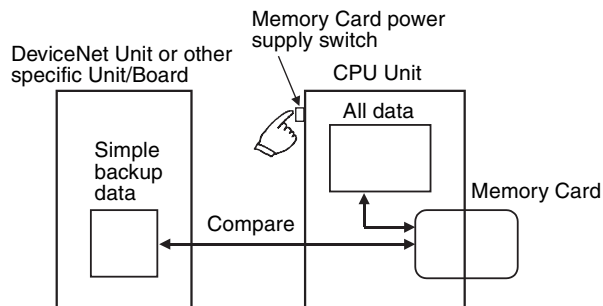 Memory Card power
supply switch
DeviceNet Unit or other
specific Unit/Board
CPU Unit
All data
Simple
backup
data
Memory Card
Compare